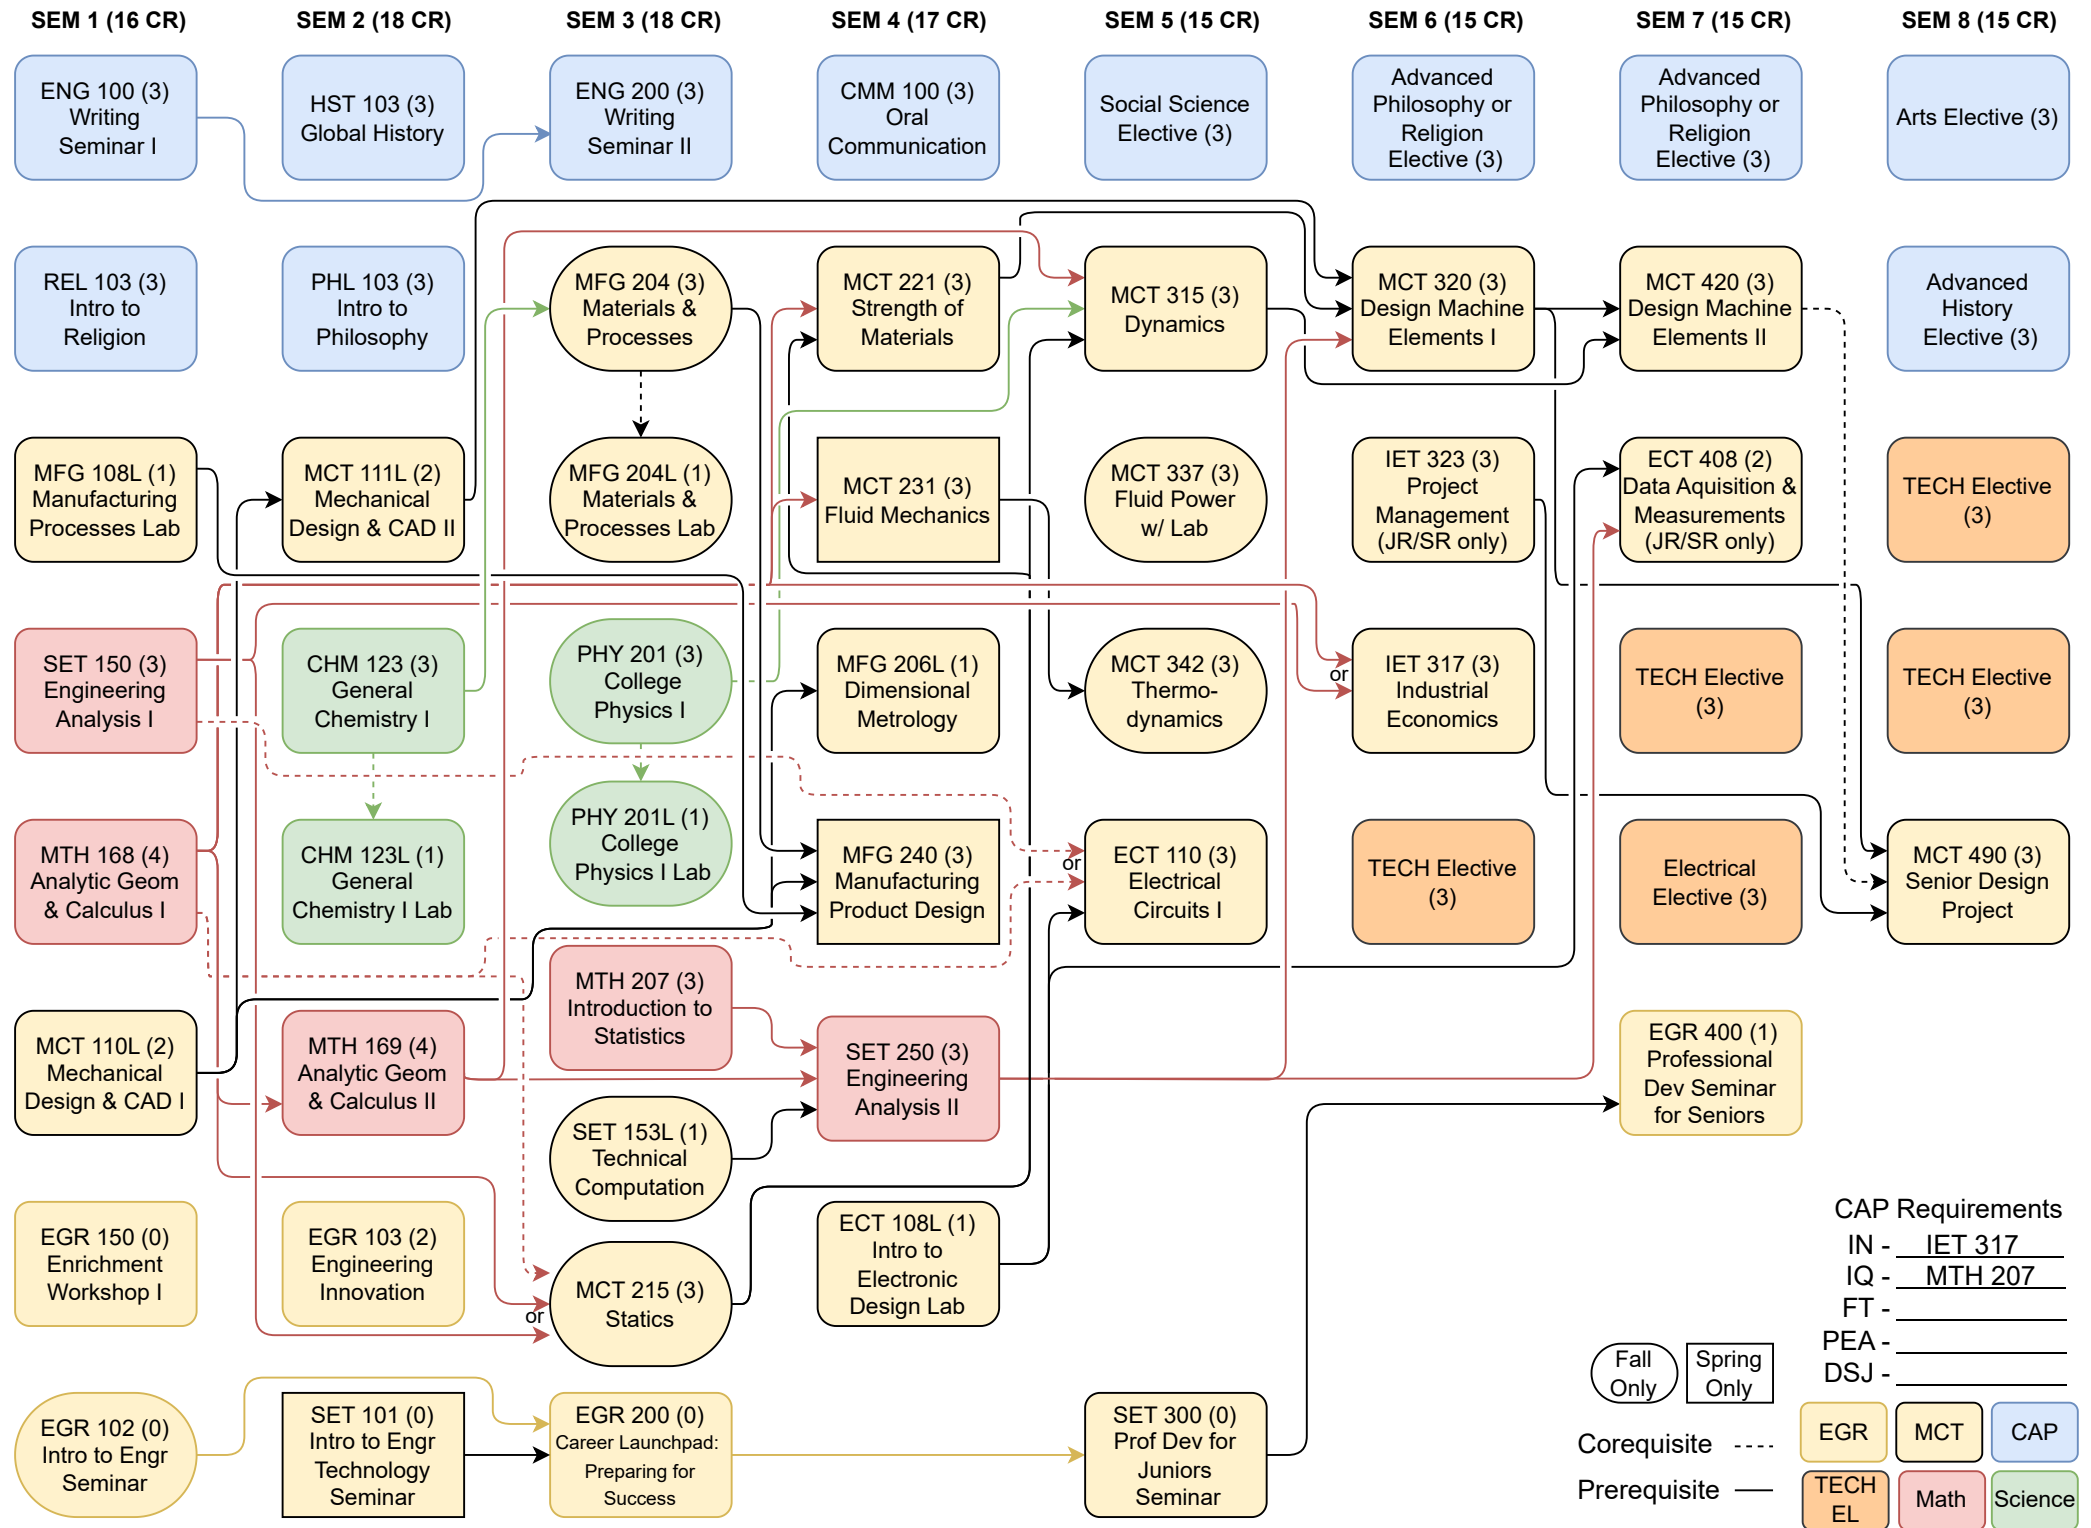 SEM 1 (16 CR)
SEM 2 (18 CR)
SEM 3 (18 CR)
SEM 4 (17 CR)
SEM 5 (15 CR)
SEM 6 (15 CR)
SEM 7 (15 CR)
SEM 8 (15 CR)
ENG 100 (3)
Writing
Seminar I
HST 103 (3)
Global History
ENG 200 (3)
Writing
Seminar II
CMM 100 (3)
Oral
Communication
Social Science
Elective (3)
Advanced
Philosophy or
Religion
Elective (3)
Advanced
Philosophy or
Religion
Elective (3)
Arts Elective (3)
REL 103 (3)
Intro to
Religion
PHL 103 (3)
Intro to
Philosophy
MFG 204 (3)
Materials &
Processes
MCT 221 (3)
Strength of
Materials
MCT 315 (3)
Dynamics
MCT 320 (3)
Design Machine
Elements I
MCT 420 (3)
Design Machine
Elements II
Advanced
History
Elective (3)
MFG 108L (1)
Manufacturing
Processes Lab
MCT 111L (2)
Mechanical
Design & CAD II
MFG 204L (1)
Materials &
Processes Lab
MCT 231 (3)
Fluid Mechanics
MCT 337 (3)
Fluid Power
w/ Lab
IET 323 (3)
Project
Management
(JR/SR only)
ECT 408 (2)
Data Aquisition &
Measurements
(JR/SR only)
TECH Elective
(3)
SET 150 (3)
Engineering
Analysis I
CHM 123 (3)
General
Chemistry I
PHY 201 (3)
College
Physics I
MFG 206L (1)
Dimensional
Metrology
MCT 342 (3)
Thermo-
dynamics
or
IET 317 (3)
Industrial
Economics
TECH Elective
(3)
TECH Elective
(3)
MTH 168 (4)
Analytic Geom
& Calculus I
CHM 123L (1)
General
Chemistry I Lab
PHY 201L (1)
College
Physics I Lab
MFG 240 (3)
Manufacturing
Product Design
or
ECT 110 (3)
Electrical
Circuits I
TECH Elective
(3)
Electrical
Elective (3)
MCT 490 (3)
Senior Design
Project
MCT 110L (2)
Mechanical
Design & CAD I
MTH 169 (4)
Analytic Geom
& Calculus II
MTH 207 (3)
Introduction to
Statistics
SET 250 (3)
Engineering
Analysis II
EGR 400 (1)
Professional
Dev Seminar
for Seniors
SET 153L (1)
Technical
Computation
EGR 150 (0)
Enrichment
Workshop I
EGR 103 (2)
Engineering
Innovation
or
MCT 215 (3)
Statics
ECT 108L (1)
Intro to
Electronic
Design Lab
EGR 102 (0)
Intro to Engr
Seminar
SET 101 (0)
Intro to Engr
Technology
Seminar
EGR 200 (0)
Career Launchpad:
Preparing for
Success
SET 300 (0)
Prof Dev for
Juniors
Seminar
CAP Requirements
IN - IET 317
IQ - MTH 207
FT -
PEA -
DSJ -
Fall
Only
Spring
Only
Corequisite
Prerequisite
EGR
MCT
CAP
TECH
EL
Math
Science